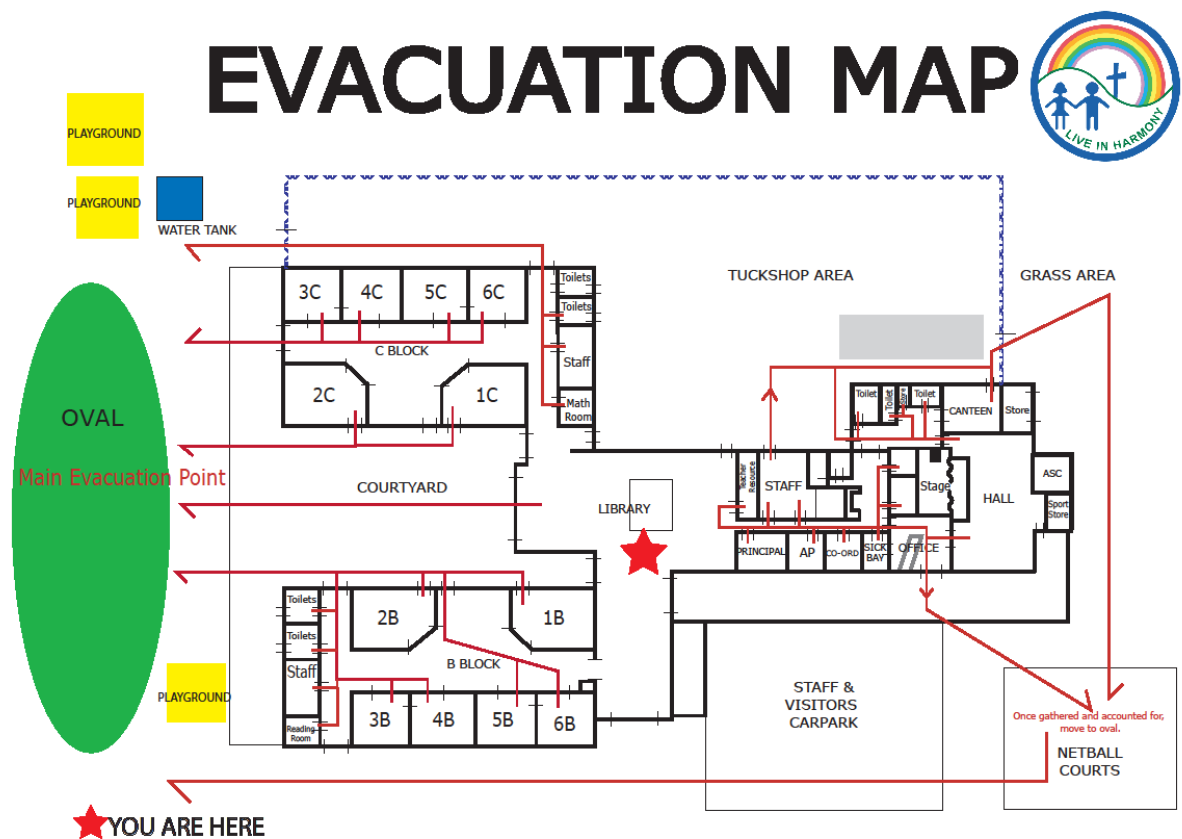 EVACUATION MAP
LIVE IN HARMONY
PLAYGROUND
PLAYGROUND
WATER TANK
TUCKSHOP AREA
GRASS AREA
3C
4C
5C
6C
Toilets
Toilets
Staff
Math
Room
C BLOCK
2C
1C
OVAL
Main Evacuation Point
COURTYARD
LIBRARY
Teacher
Resource
STAFF
Toilet
Toilet
Store
Toilet
CANTEEN
Store
Stage
HALL
ASC
Sport
Store
PRINCIPAL
AP
CO-ORD
SICK
BAY
OFFICE
Toilets
Toilets
Staff
Reading
Room
2B
1B
B BLOCK
3B
4B
5B
6B
PLAYGROUND
STAFF &
VISITORS
CARPARK
Once gathered and accounted for,
move to oval.
NETBALL
COURTS
YOU ARE HERE